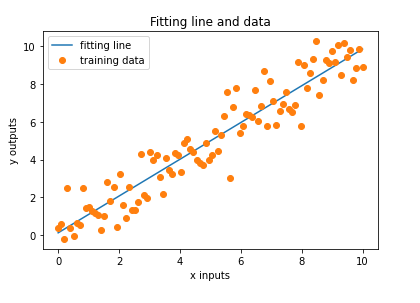 Fitting line and data
fitting line
training data
y outputs
10
8
6
4
2
0
0
2
4
6
8
10
x inputs